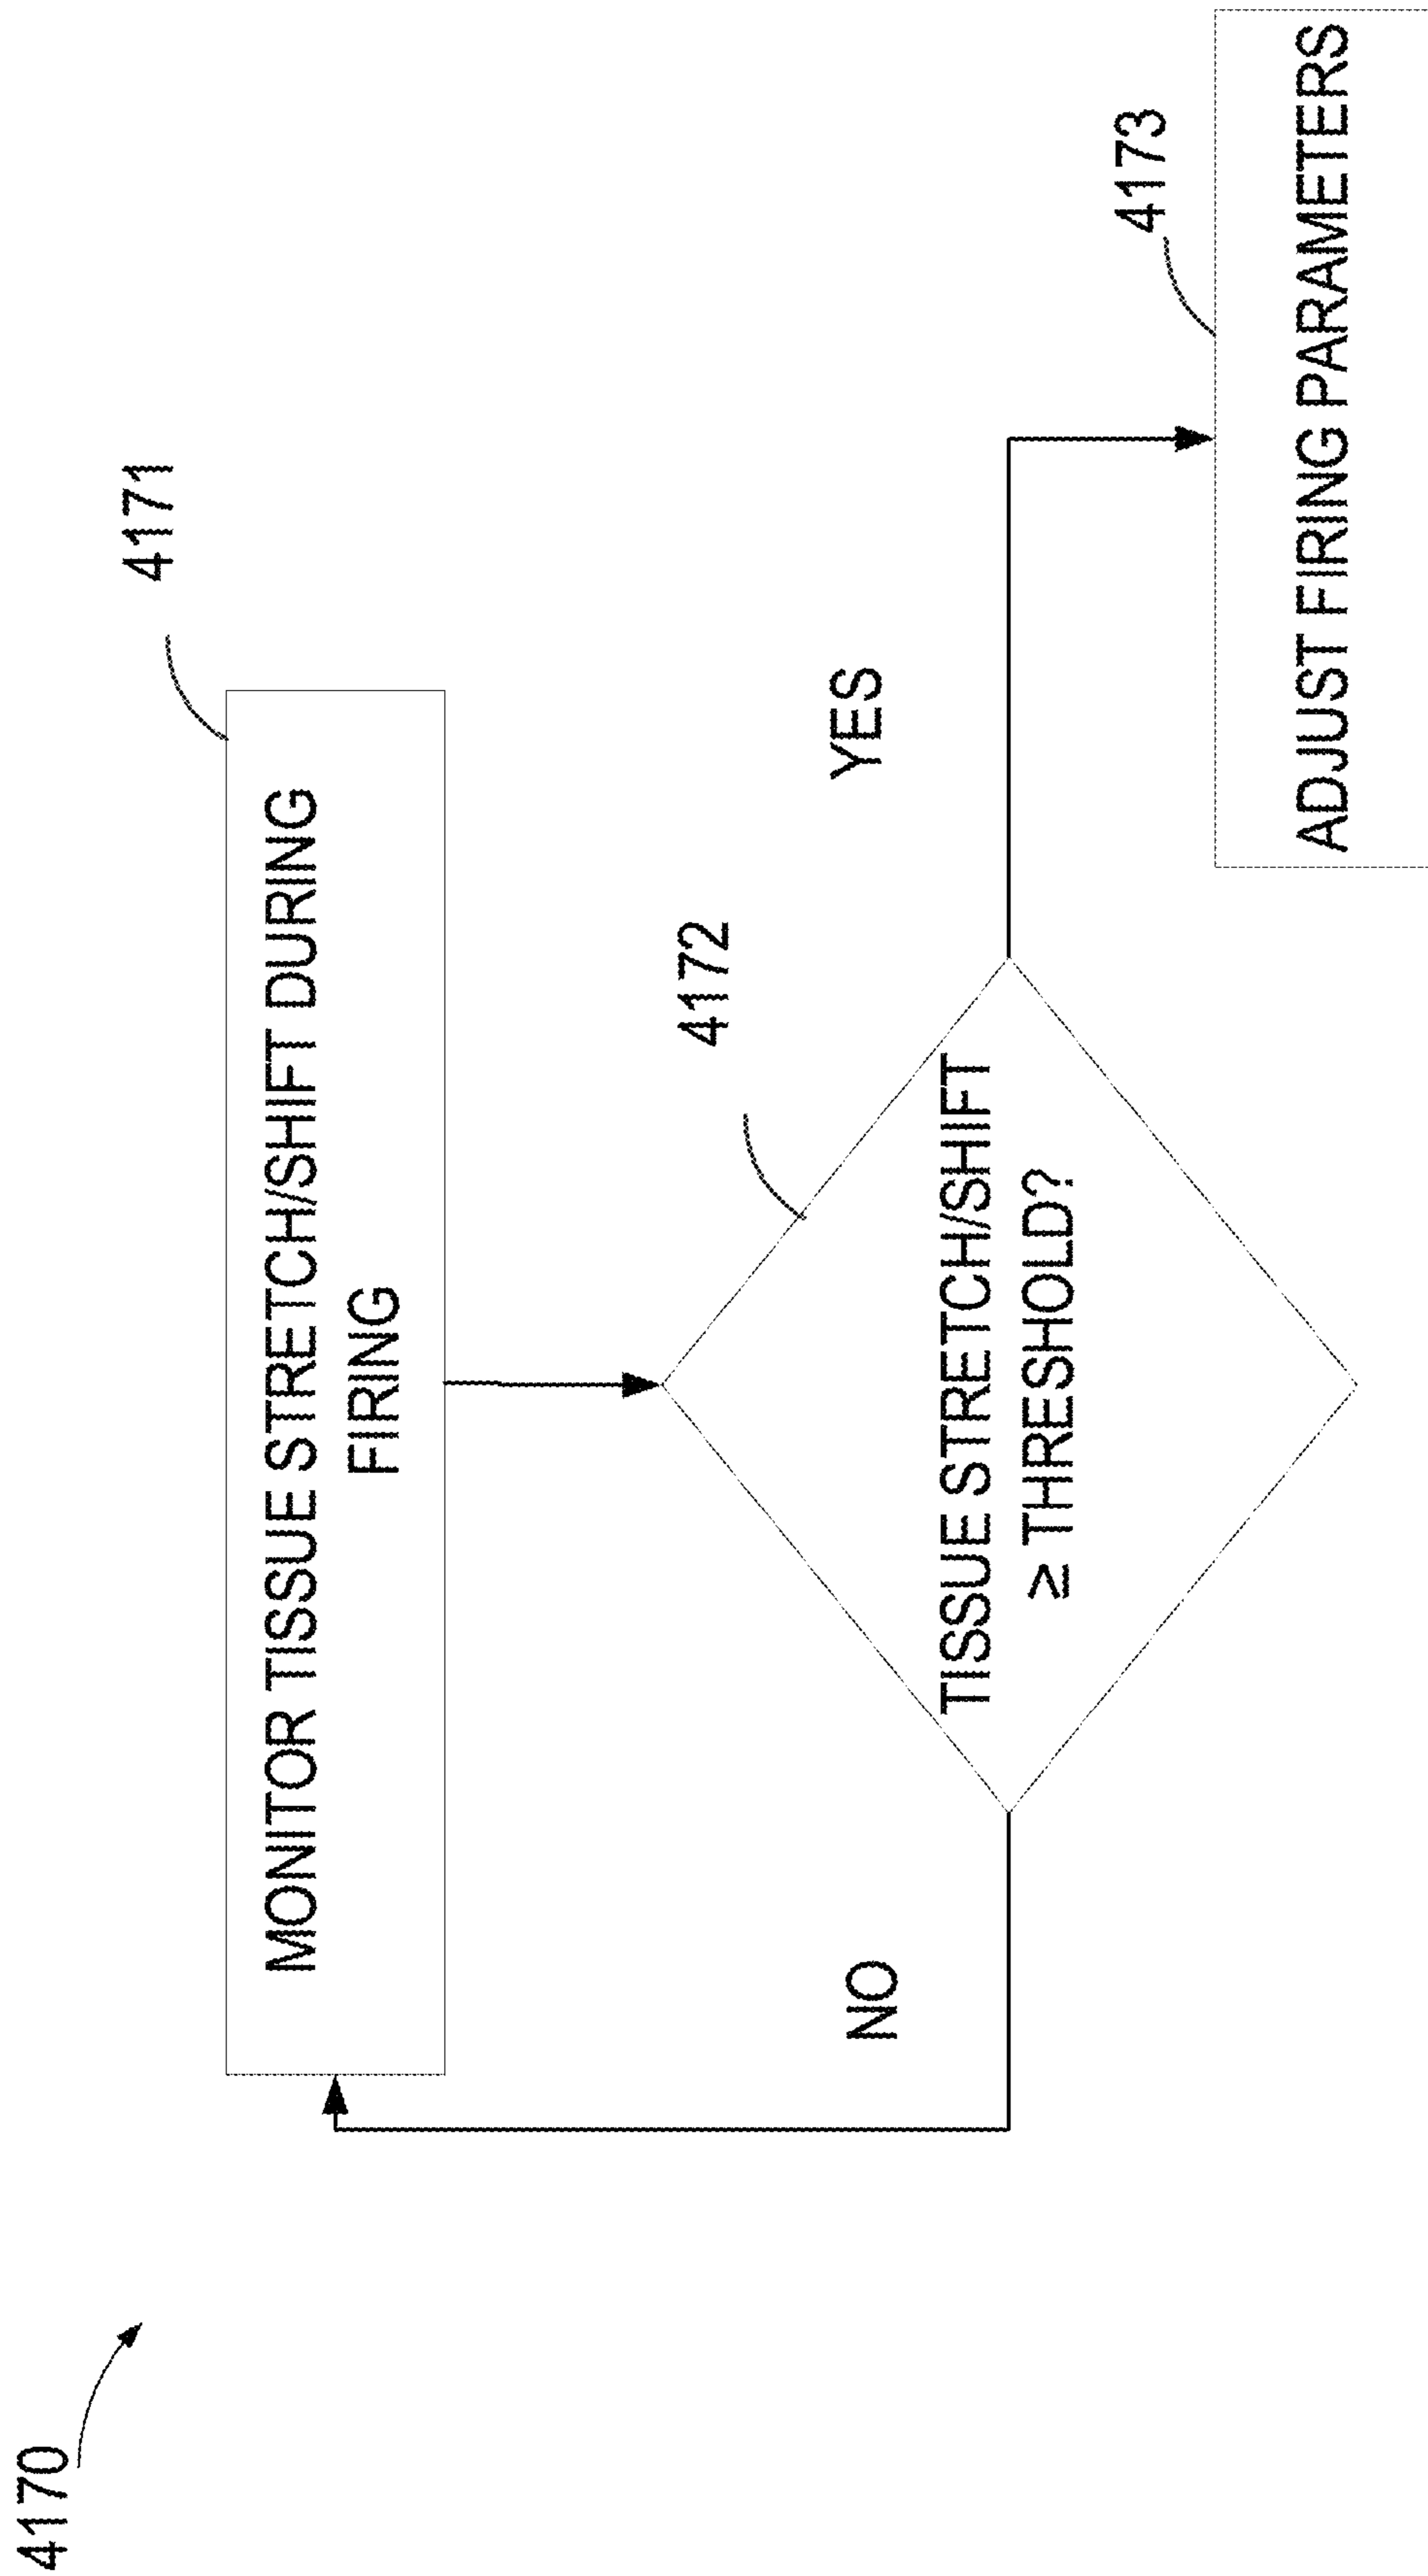 4170
4171
MONITOR TISSUE STRETCH/SHIFT DURING
FIRING
4172
TISSUE STRETCH/SHIFT
≥ THRESHOLD?
NO
YES
4173
ADJUST FIRING PARAMETERS